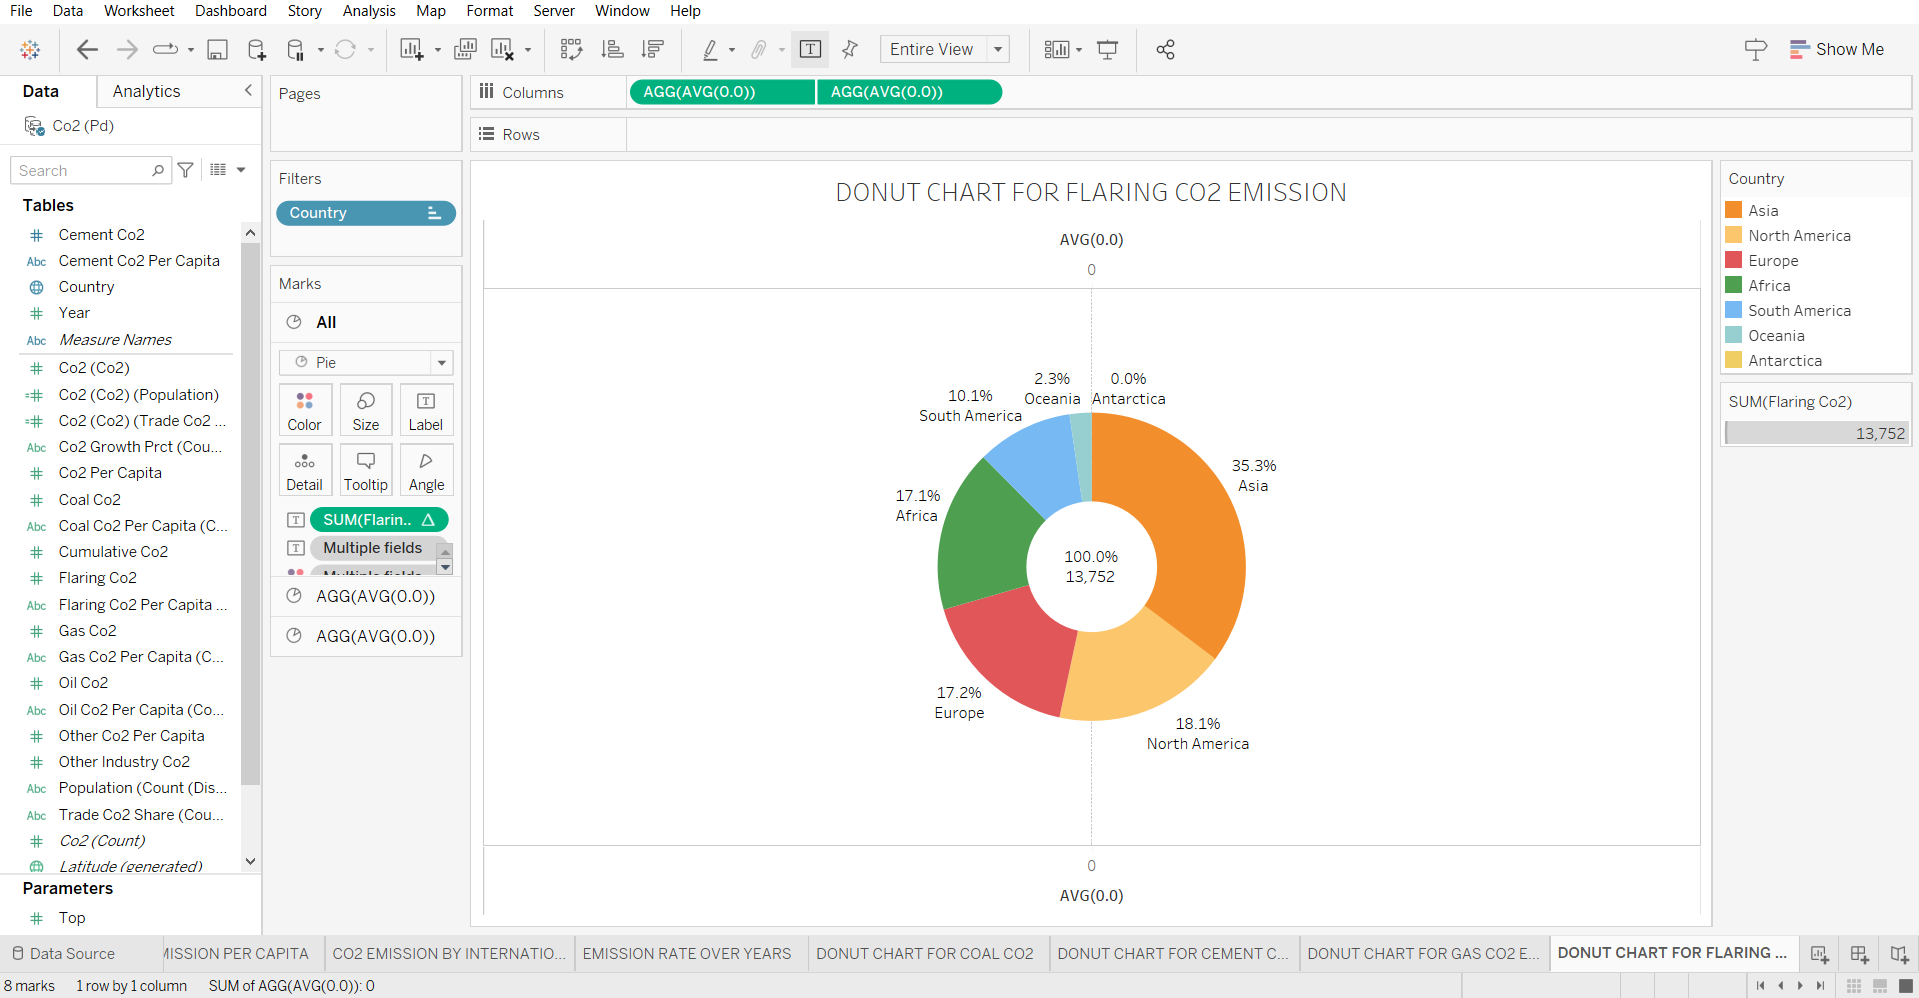 File Data Worksheet Dashboard Story Analysis Map Format Server Window Help
Entire View
Show Me
Data Analytics
Co2 (Pd)
Search
Tables
# Cement Co2
Abc Cement Co2 Per Capita
Country
# Year
Abc Measure Names
# Co2 (Co2)
=# Co2 (Co2) (Population)
=# Co2 (Co2) (Trade Co2 ...
Abc Co2 Growth Prct (Cou...
# Co2 Per Capita
# Coal Co2
Abc Coal Co2 Per Capita (C...
# Cumulative Co2
# Flaring Co2
Abc Flaring Co2 Per Capita ...
# Gas Co2
Abc Gas Co2 Per Capita (C...
# Oil Co2
Abc Oil Co2 Per Capita (Co...
# Other Co2 Per Capita
# Other Industry Co2
Abc Population (Count (Dis...
Abc Trade Co2 Share (Cou...
# Co2 (Count)
Latitude (generated)
Parameters
# Top
Pages
Filters
Country
Marks
All
Pie
Color Size Label
Detail Tooltip Angle
T SUM(Flarin.. △
T Multiple fields
Multiple fields
AGG(AVG(0.0))
AGG(AVG(0.0))
Columns AGG(AVG(0.0)) AGG(AVG(0.0))
Rows
DONUT CHART FOR FLARING CO2 EMISSION
AVG(0.0)
0
2.3%
Oceania
0.0%
Antarctica
10.1%
South America
35.3%
Asia
17.1%
Africa
100.0%
13,752
17.2%
Europe
18.1%
North America
0
AVG(0.0)
Country
Asia
North America
Europe
Africa
South America
Oceania
Antarctica
SUM(Flaring Co2)
13,752
Data Source
MISSION PER CAPITA
CO2 EMISSION BY INTERNATIO...
EMISSION RATE OVER YEARS
DONUT CHART FOR COAL CO2
DONUT CHART FOR CEMENT C...
DONUT CHART FOR GAS CO2 E...
DONUT CHART FOR FLARING ...
8 marks 1 row by 1 column SUM of AGG(AVG(0.0)): 0